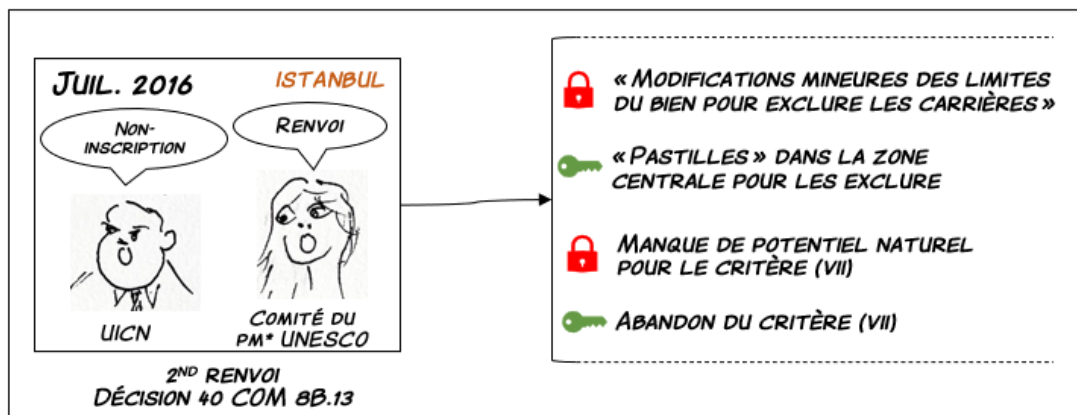 JUIL. 2016
ISTANBUL
NON-
INSCRIPTION
RENVOI
UICN
COMITÉ DU
PM* UNESCO
2ND RENVOI
DÉCISION 40 COM 8B.13
« MODIFICATIONS MINEURES DES LIMITES
DU BIEN POUR EXCLURE LES CARRIÈRES »
« PASTILLES » DANS LA ZONE
CENTRALE POUR LES EXCLURE
MANQUE DE POTENTIEL NATUREL
POUR LE CRITÈRE (VII)
ABANDON DU CRITÈRE (VII)